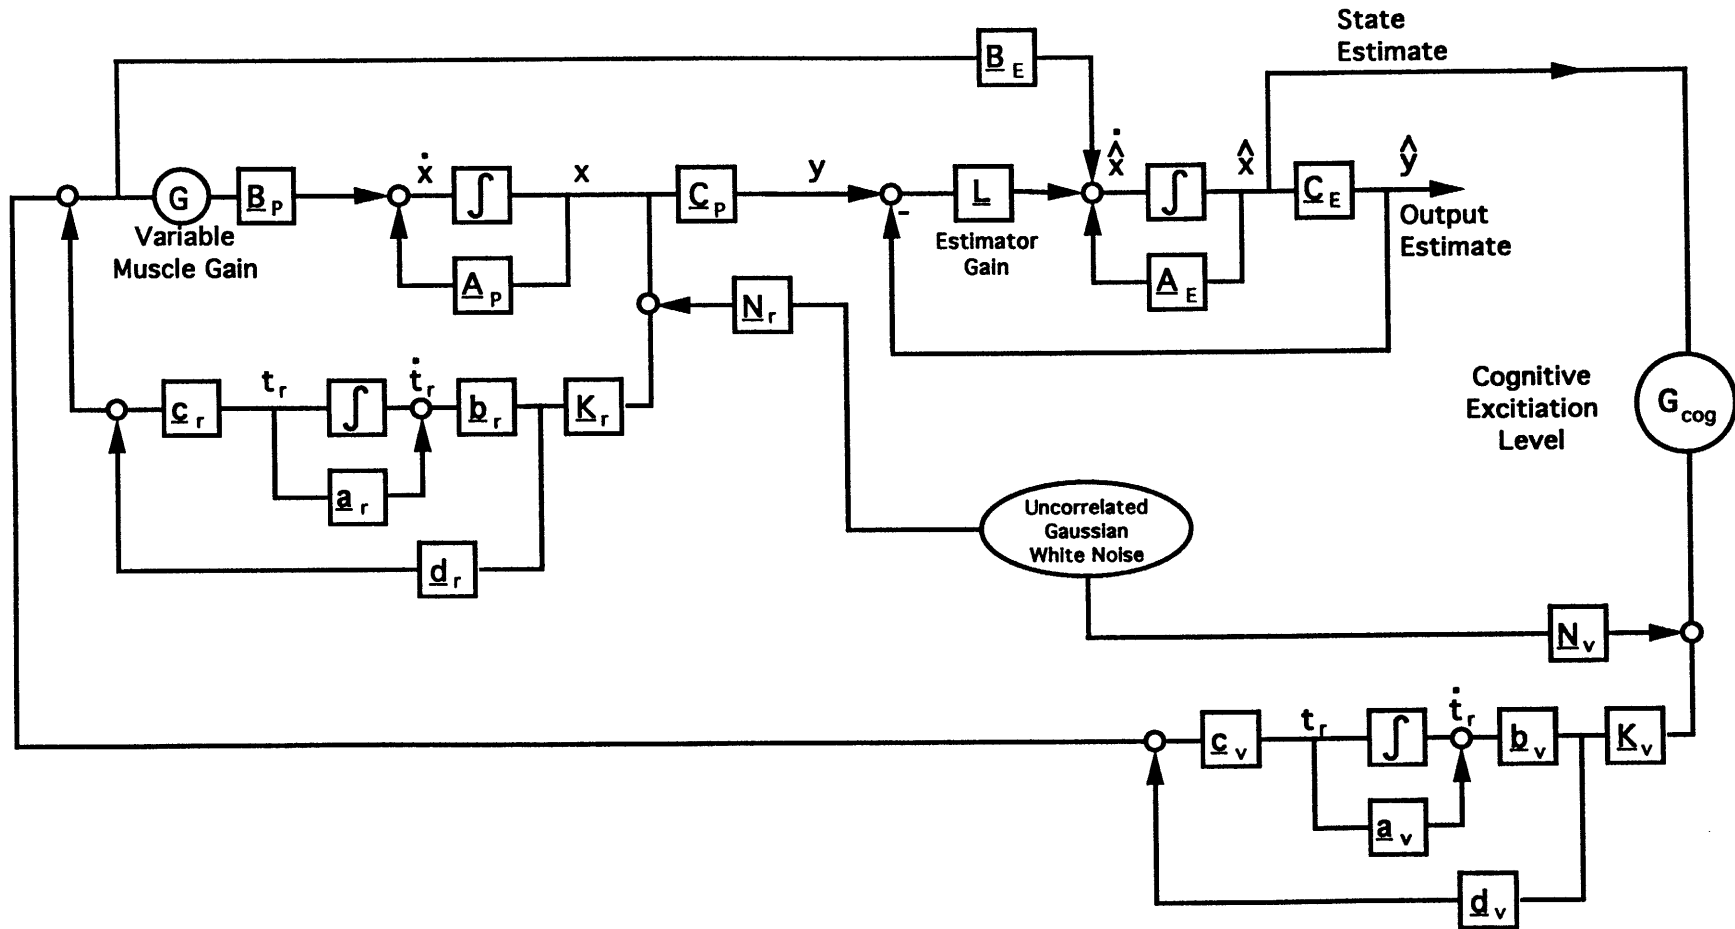 State
Estimate
B̲ E
ẋ
x
y
x̂̇
x̂
ŷ
G
B̲ P
∫
C̲ P
-
L̲
∫
C̲ E
Variable
Muscle Gain
Estimator
Gain
Output
Estimate
A̲ P
A̲ E
N̲ r
t r
ṫ r
c̲ r
∫
b̲ r
K̲ r
a̲ r
d̲ r
Cognitive
Excitiation
Level
G cog
Uncorrelated
Gaussian
White Noise
N̲ v
t r
ṫ r
c̲ v
∫
b̲ v
K̲ v
a̲ v
d̲ v